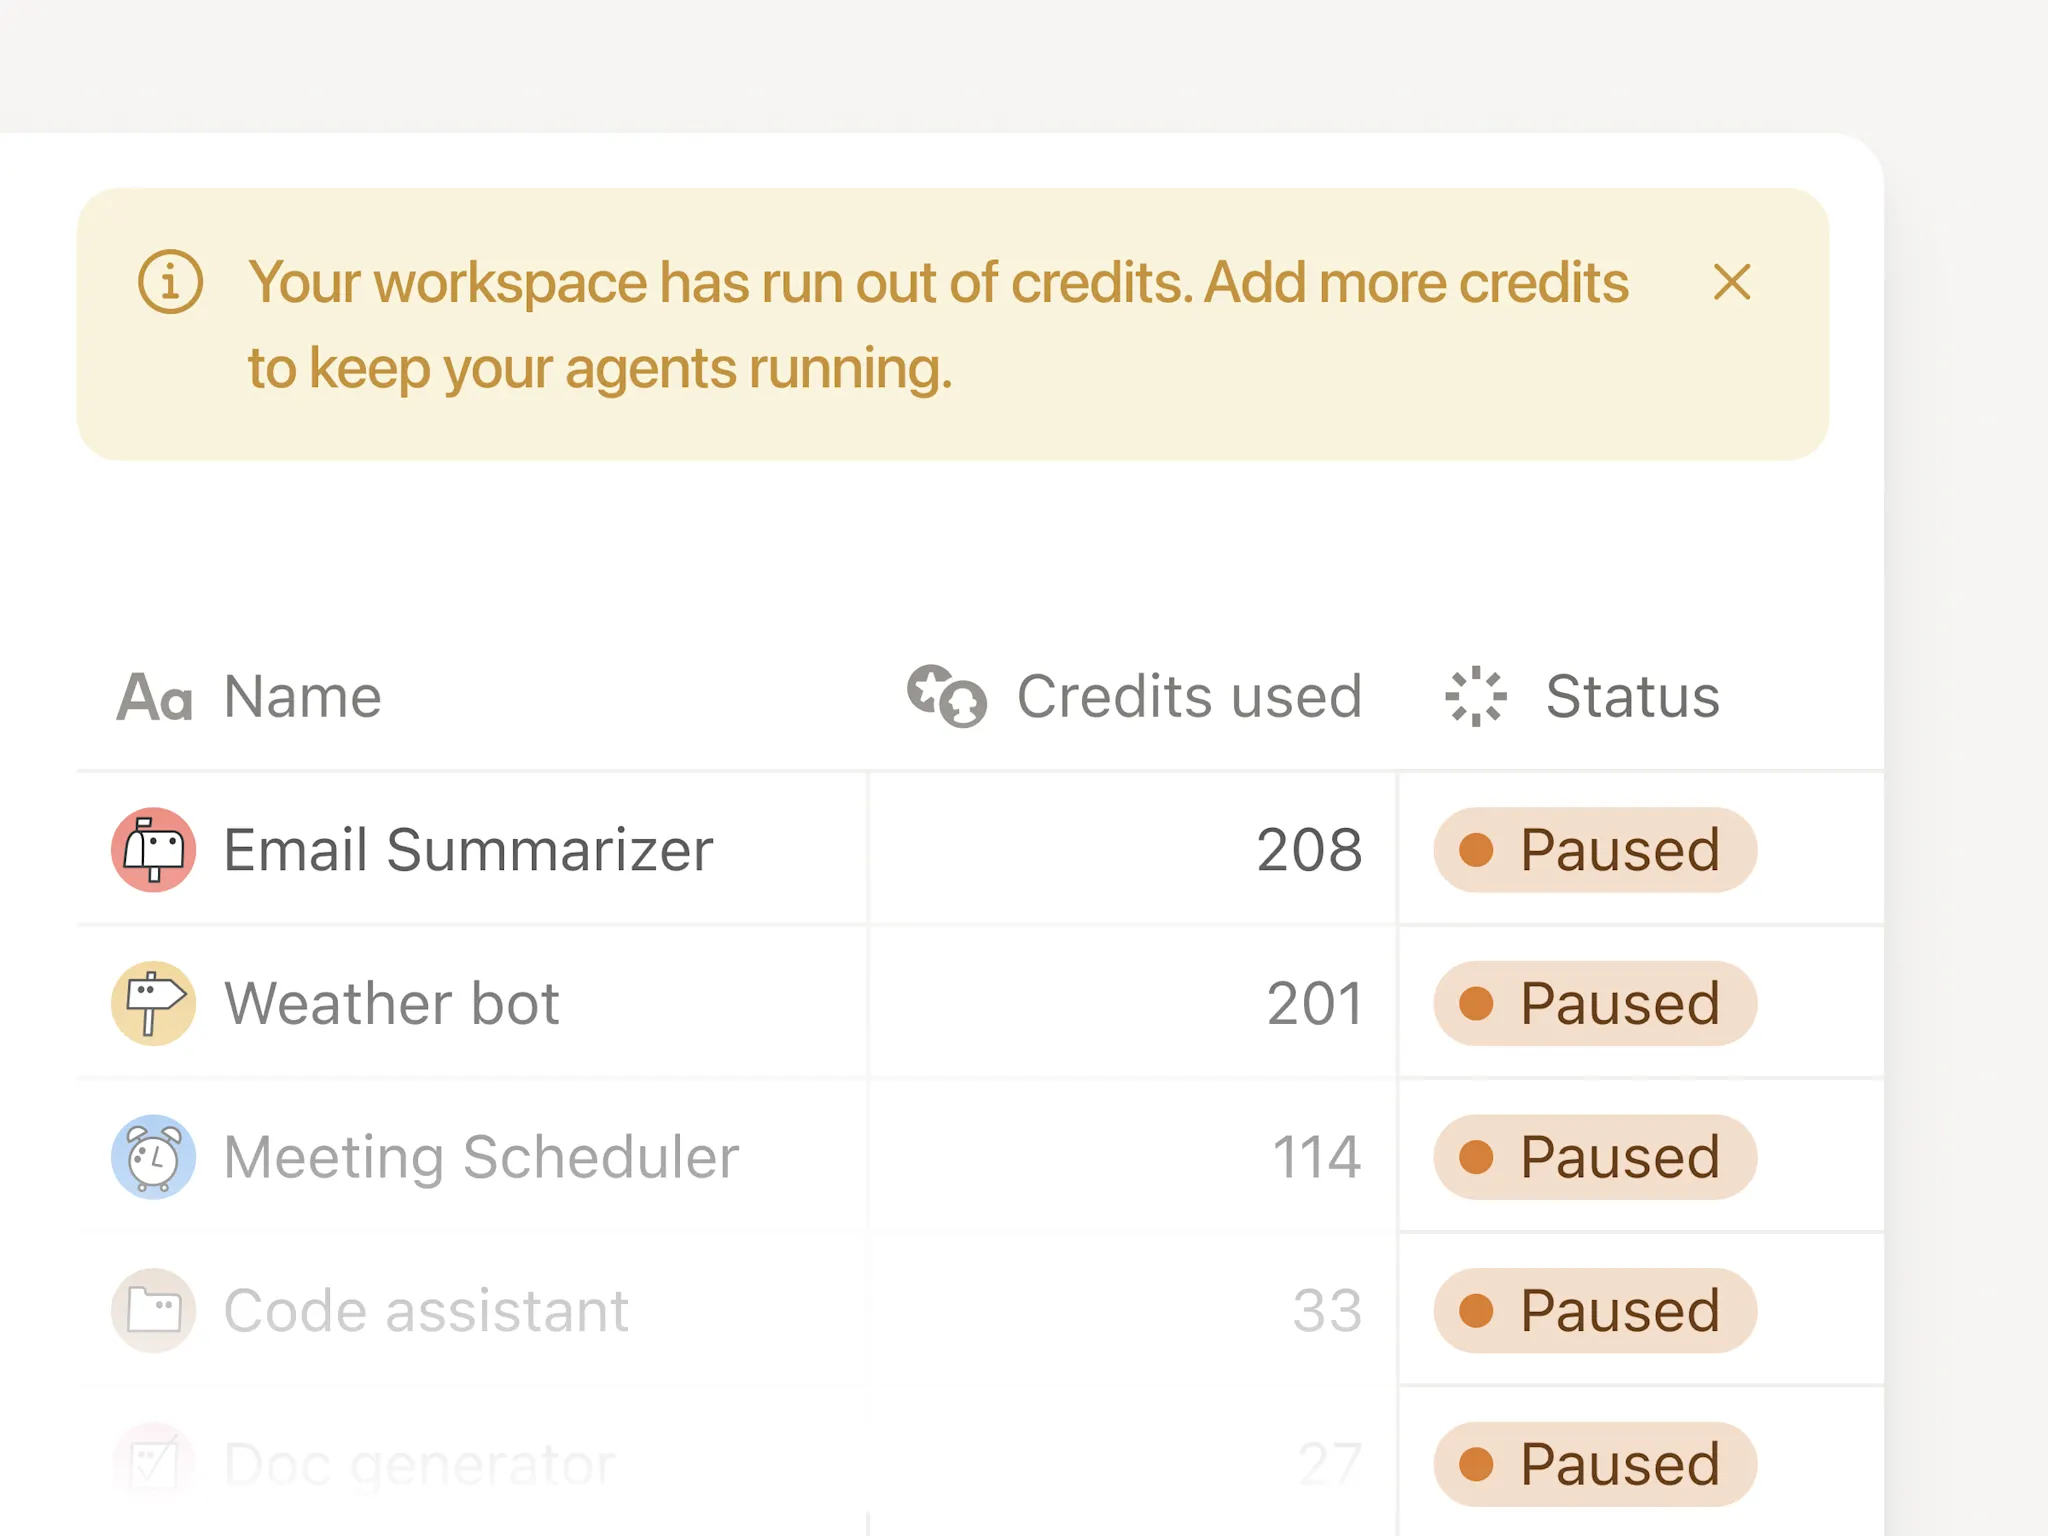 Your workspace has run out of credits. Add more credits
to keep your agents running.
Aa Name Credits used Status
Email Summarizer 208 Paused
Weather bot 201 Paused
Meeting Scheduler 114 Paused
Code assistant 33 Paused
Doc generator 27 Paused